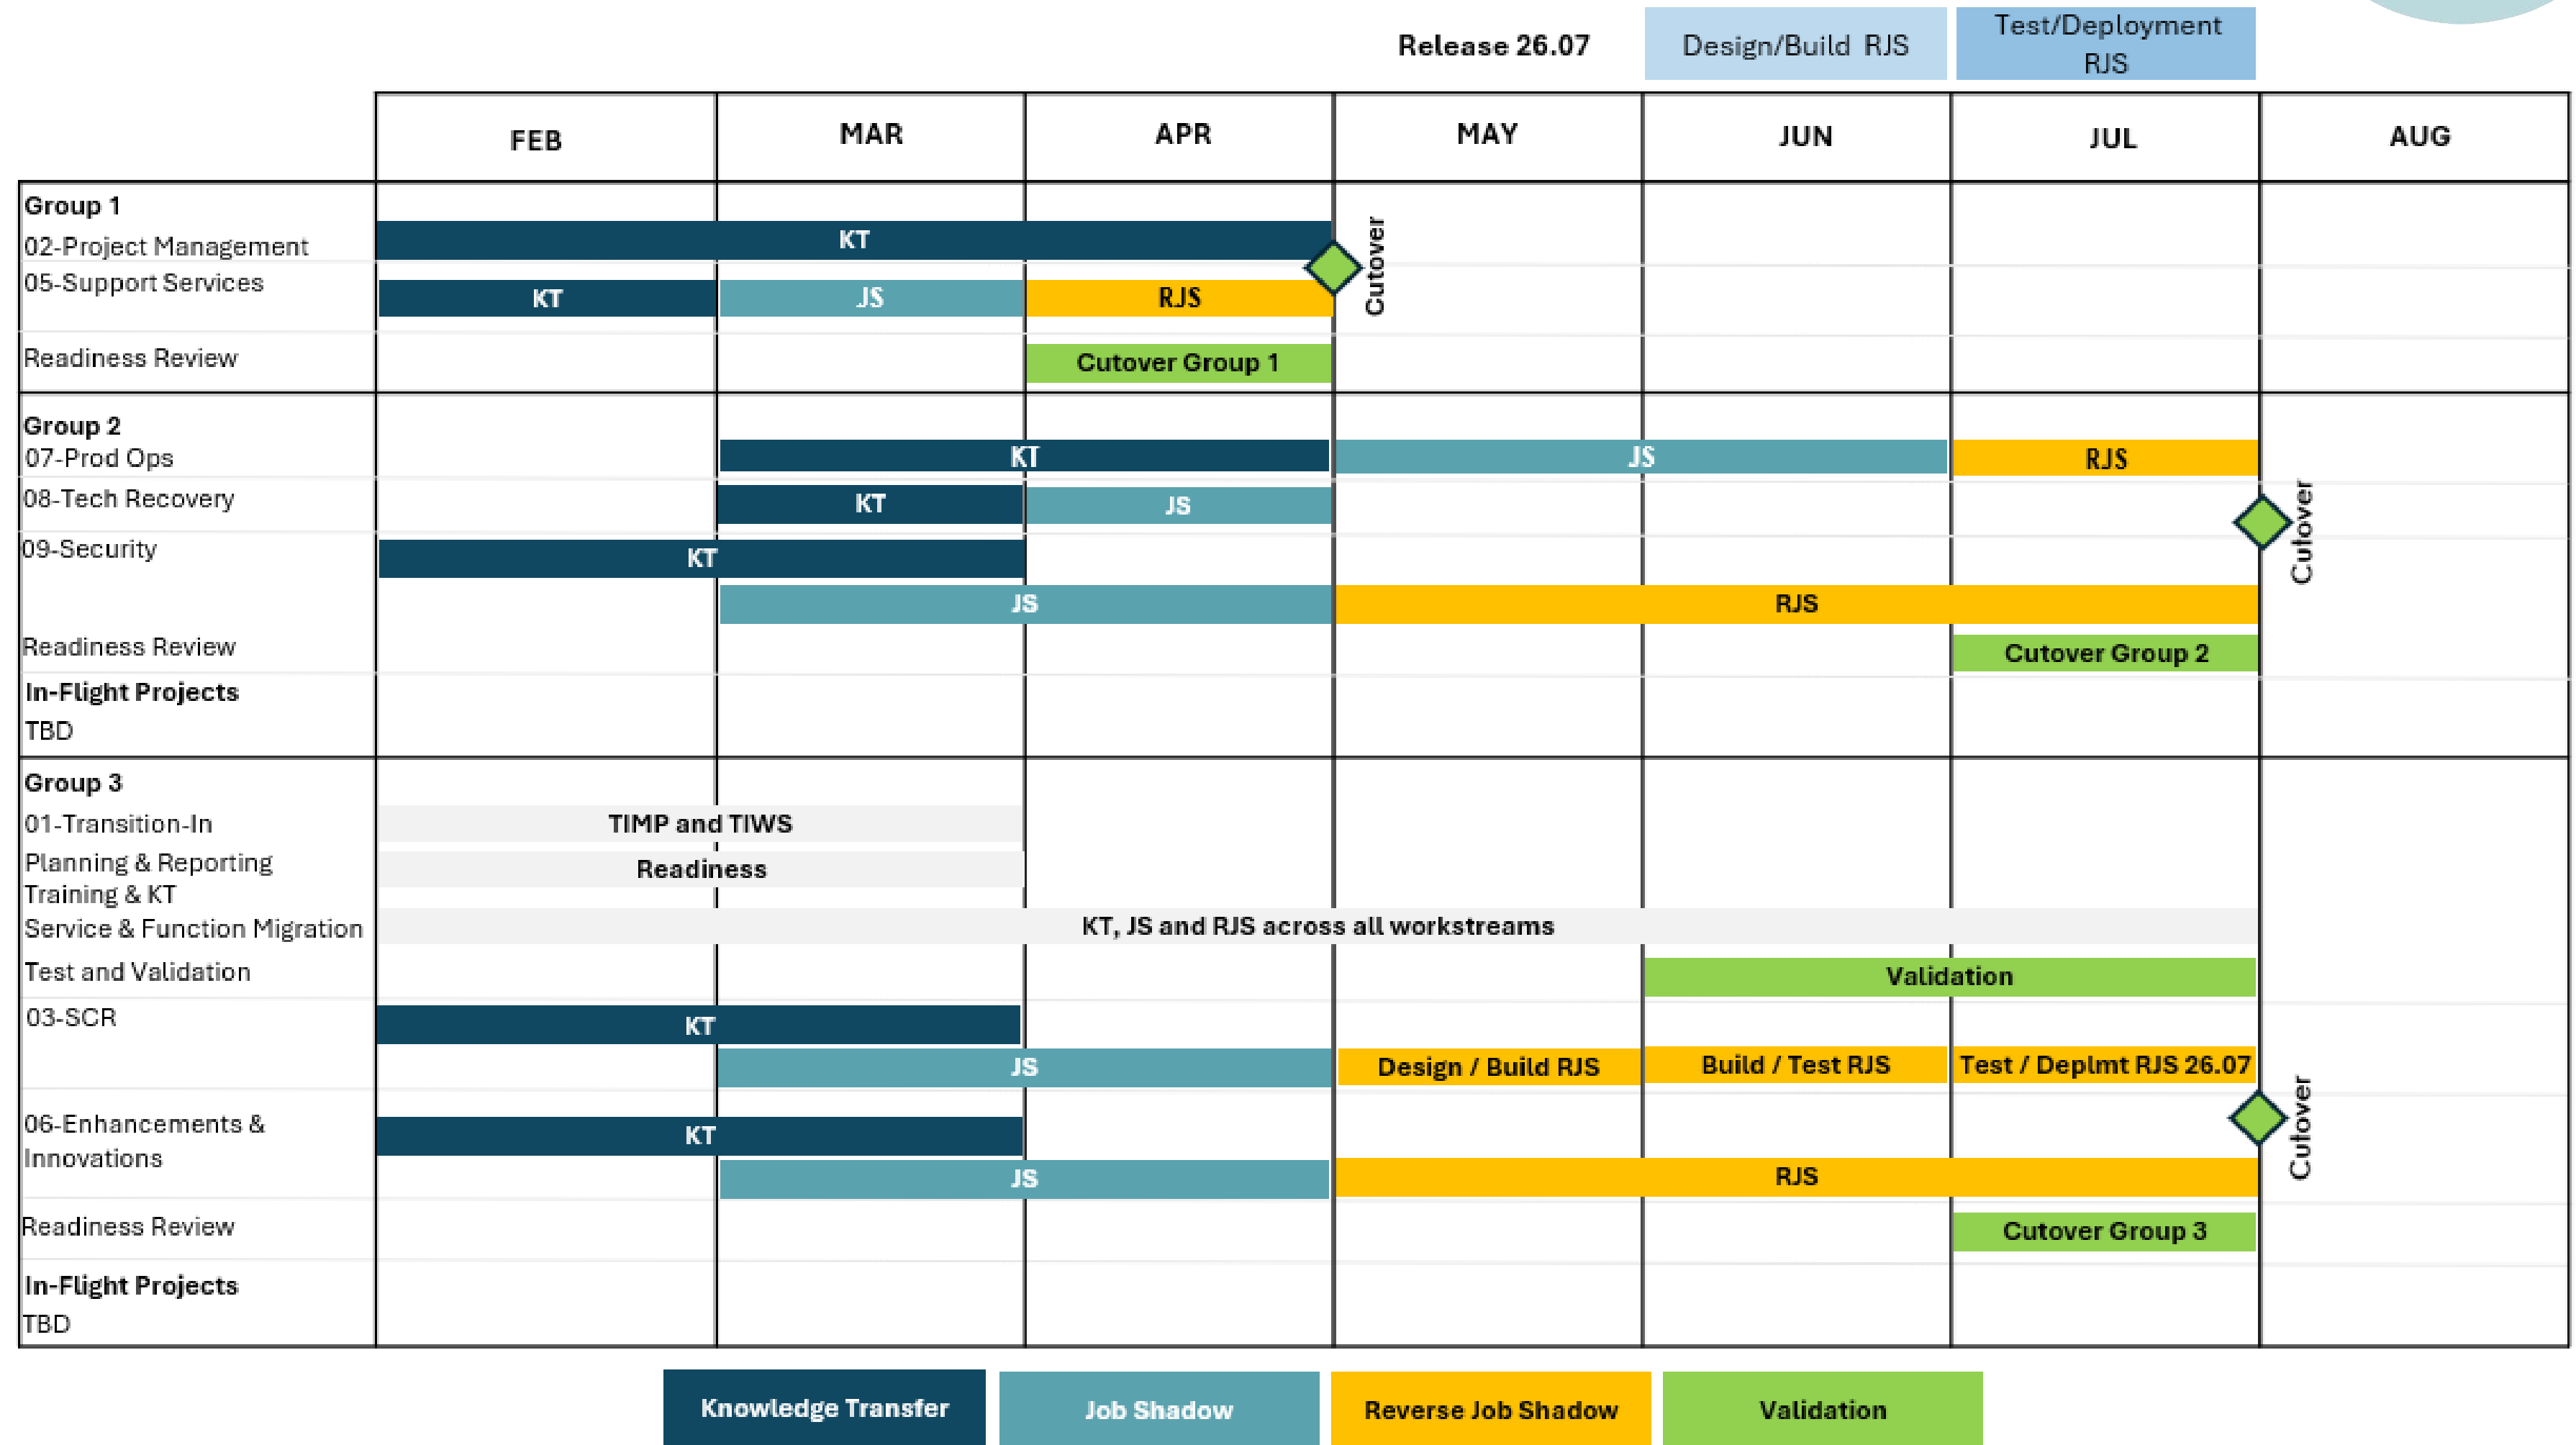 Release 26.07
Design/Build RJS
Test/Deployment
RJS
FEB
MAR
APR
MAY
JUN
JUL
AUG
Group 1
02-Project Management
KT
Cutover
05-Support Services
KT
JS
RJS
Readiness Review
Cutover Group 1
Group 2
07-Prod Ops
KT
JS
RJS
08-Tech Recovery
KT
JS
Cutover
09-Security
KT
JS
RJS
Readiness Review
Cutover Group 2
In-Flight Projects
TBD
Group 3
01-Transition-In
TIMP and TIWS
Planning & Reporting
Readiness
Training & KT
Service & Function Migration
KT, JS and RJS across all workstreams
Test and Validation
Validation
03-SCR
KT
JS
Design / Build RJS
Build / Test RJS
Test / Deplmt RJS 26.07
Cutover
06-Enhancements &
Innovations
KT
JS
RJS
Readiness Review
Cutover Group 3
In-Flight Projects
TBD
Knowledge Transfer
Job Shadow
Reverse Job Shadow
Validation